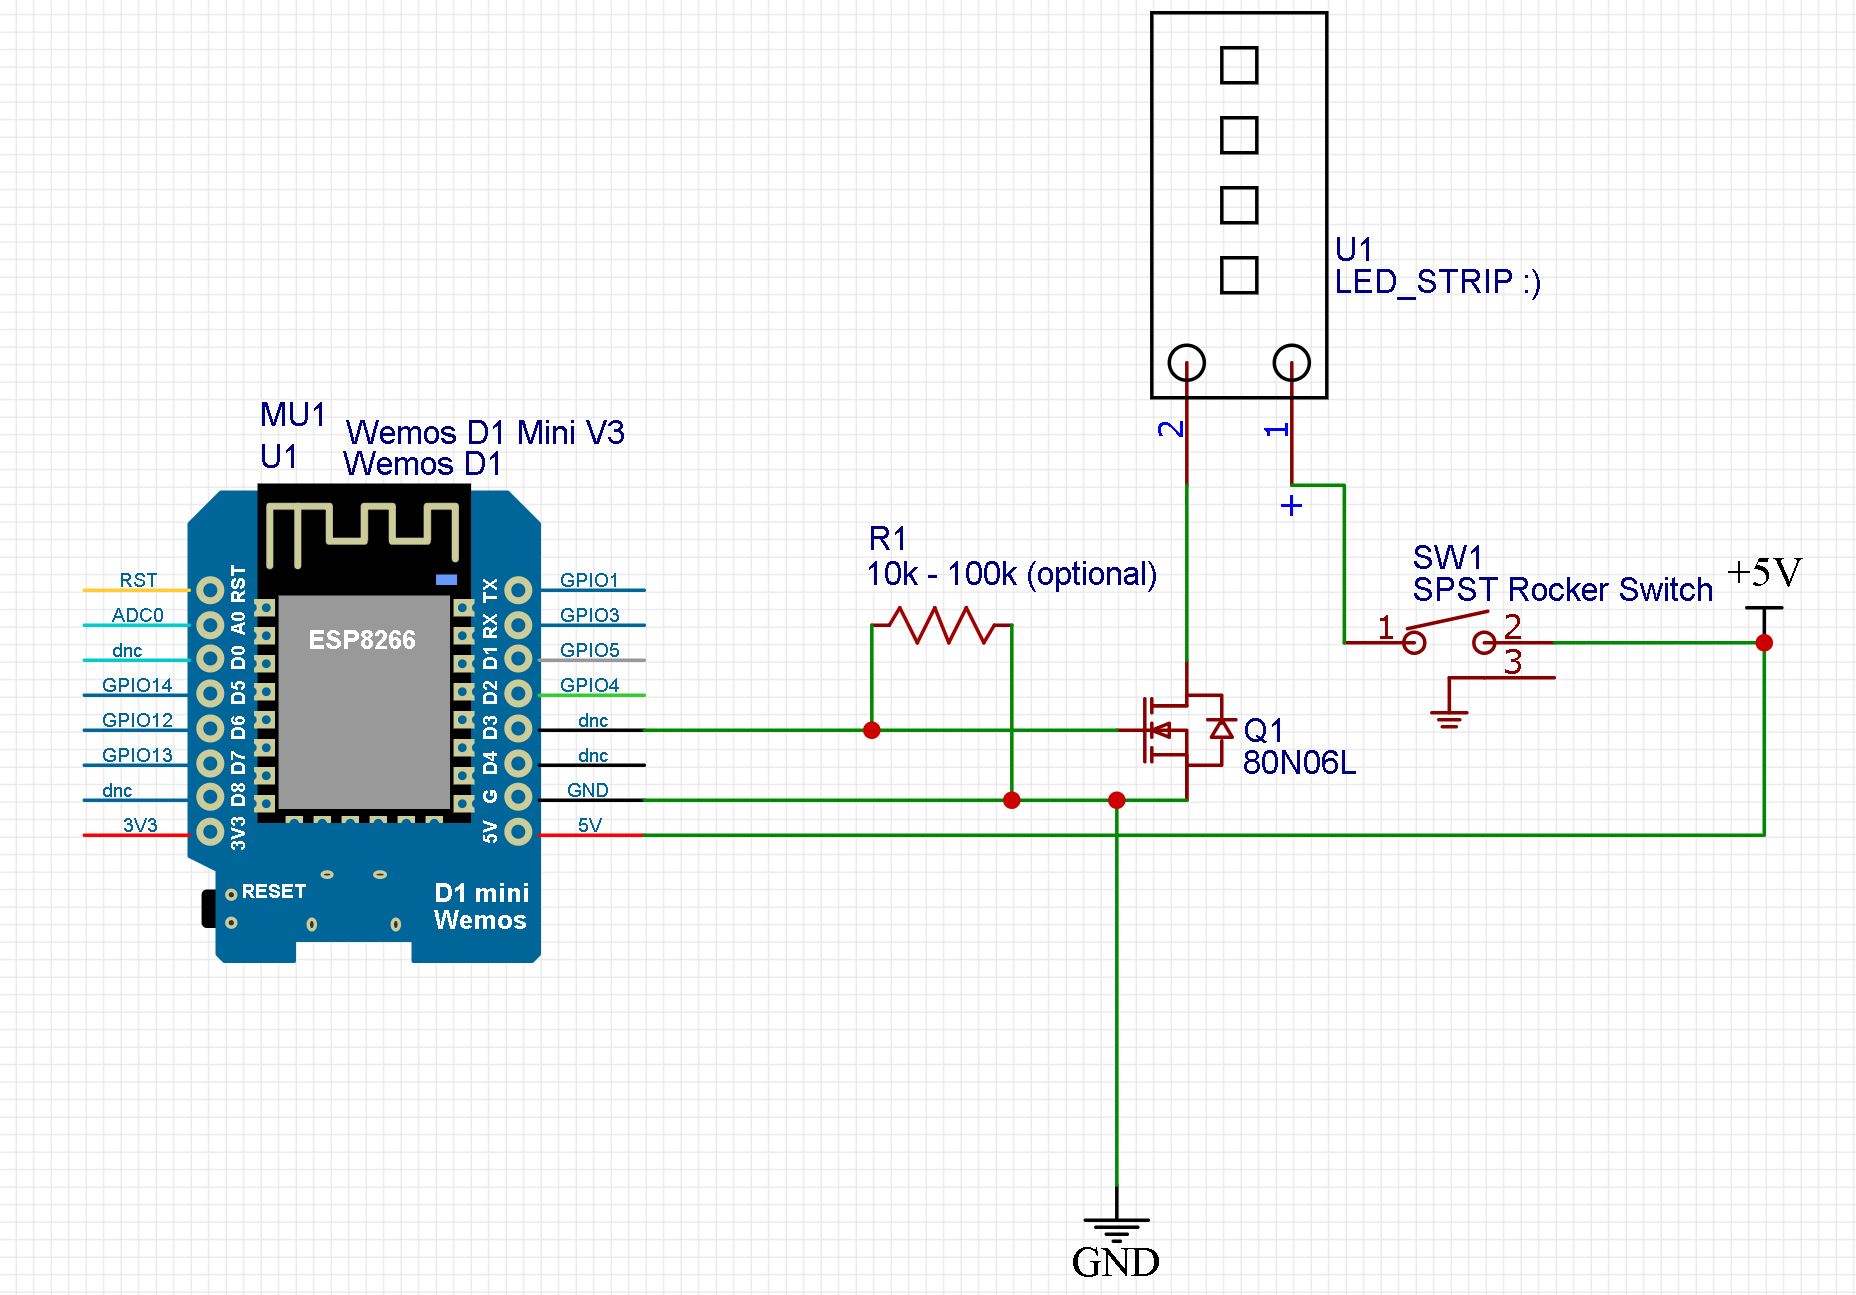 U1
LED_STRIP :)
2
1
+
MU1
Wemos D1 Mini V3
U1
Wemos D1
R1
10k - 100k (optional)
SW1
SPST Rocker Switch
+5V
1
2
3
RST
RST
TX
GPIO1
ADC0
A0
RX
GPIO3
ESP8266
dnc
D0
D1
GPIO5
GPIO14
D5
D2
GPIO4
GPIO12
D6
D3
dnc
GPIO13
D7
D4
dnc
dnc
D8
G
GND
3V3
3V3
5V
5V
Q1
80N06L
RESET
D1 mini
Wemos
GND